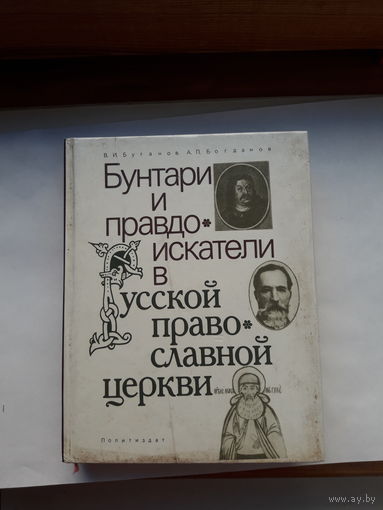 В.И.Буганов, А.П.Богданов
Бунтари
и
правдо*
искатели
в
Русской
право*
славной
церкви
Политиздат
www.ay.by